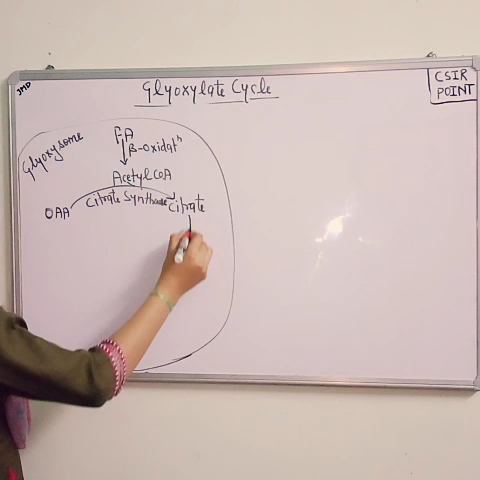 JMD
Glyoxylate Cycle
CSIR
POINT
Glyoxysome
FA
β-oxidatⁿ
Acetyl CoA
Citrate Synthase
OAA
Citrate